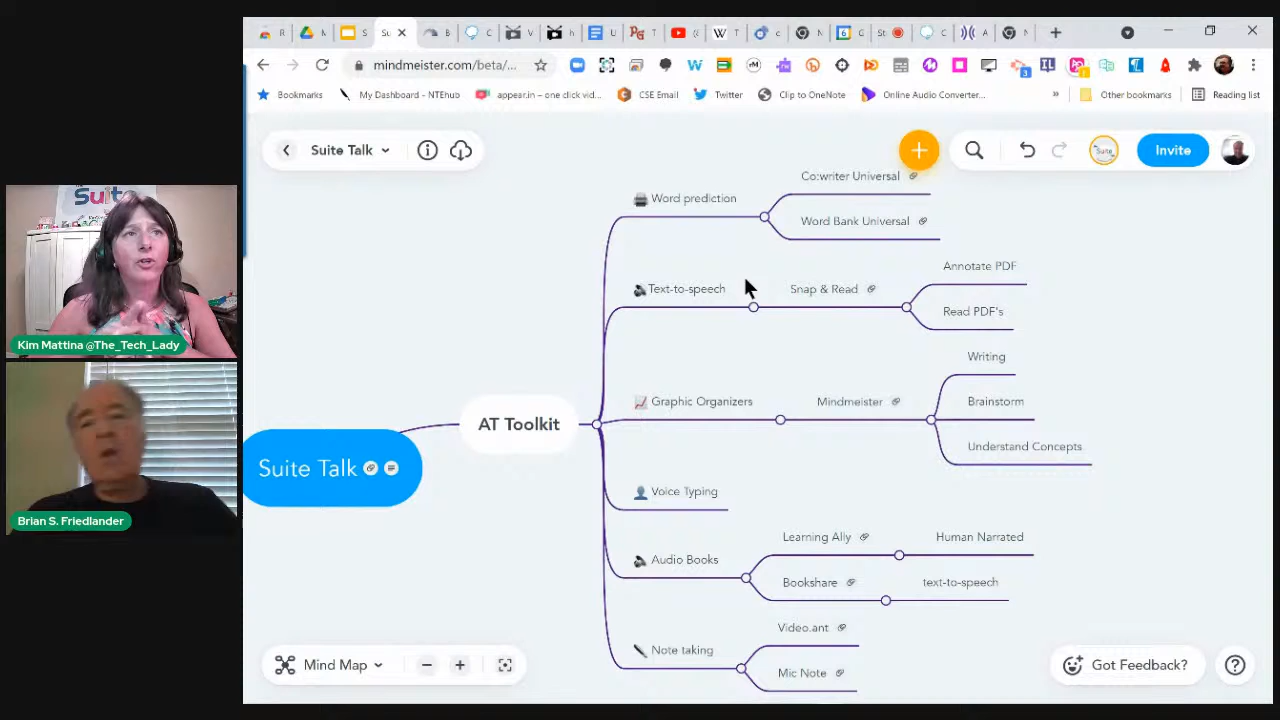 mindmeister.com/beta/...
Bookmarks
My Dashboard - NTEhub
appear.in – one click vid...
CSE Email
Twitter
Clip to OneNote
Online Audio Converter...
»
Other bookmarks
Reading list
Suite Talk
Invite
Co:writer Universal
Word prediction
Word Bank Universal
Annotate PDF
Text-to-speech
Snap & Read
Read PDF's
Writing
Graphic Organizers
Mindmeister
Brainstorm
AT Toolkit
Understand Concepts
Suite Talk
Voice Typing
Learning Ally
Human Narrated
Audio Books
Bookshare
text-to-speech
Video.ant
Note taking
Mic Note
Mind Map
Got Feedback?
the Suite
Kim Mattina @The_Tech_Lady
Brian S. Friedlander